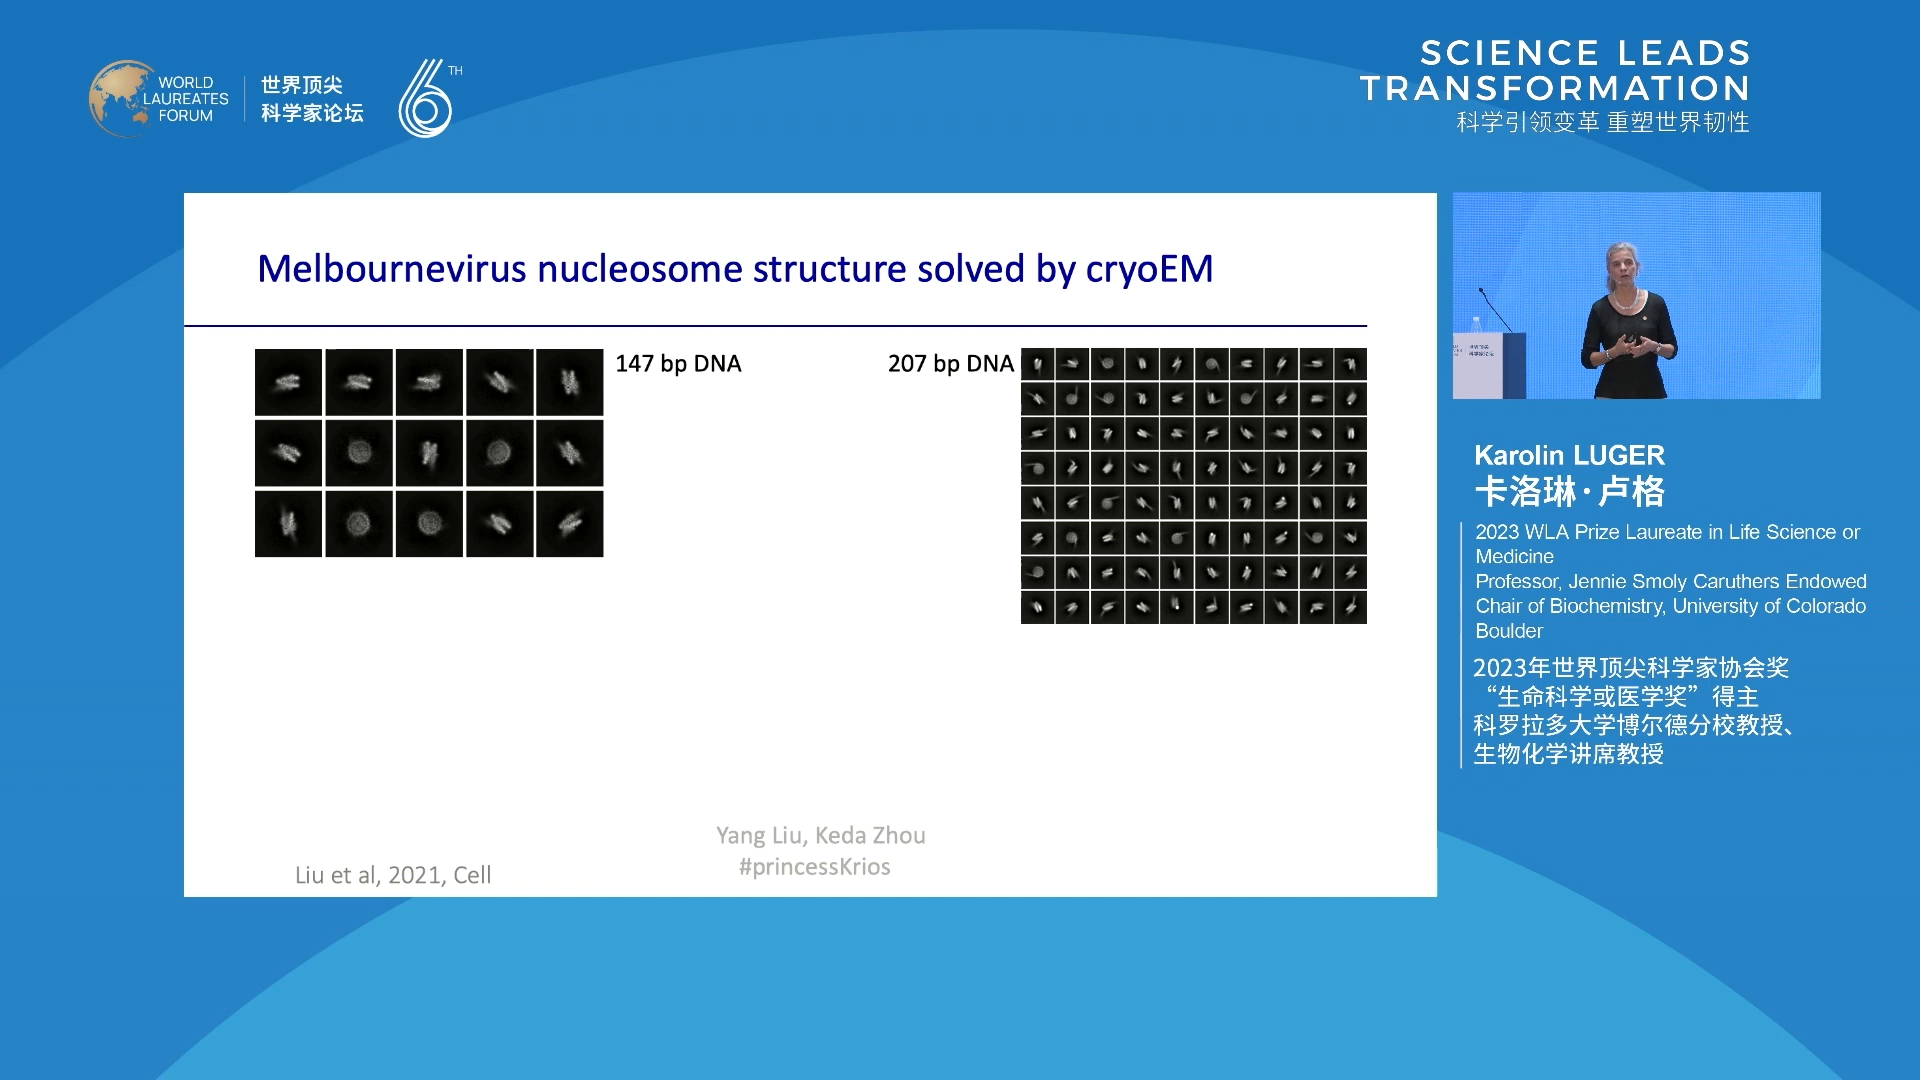 WORLD
LAUREATES
FORUM
世界顶尖
科学家论坛
6TH
SCIENCE LEADS
TRANSFORMATION
科学引领变革 重塑世界韧性
Melbournevirus nucleosome structure solved by cryoEM
147 bp DNA
207 bp DNA
Yang Liu, Keda Zhou
#princessKrios
Liu et al, 2021, Cell
Karolin LUGER
卡洛琳·卢格
2023 WLA Prize Laureate in Life Science or
Medicine
Professor, Jennie Smoly Caruthers Endowed
Chair of Biochemistry, University of Colorado
Boulder
2023年世界顶尖科学家协会奖
“生命科学或医学奖”得主
科罗拉多大学博尔德分校教授、
生物化学讲席教授